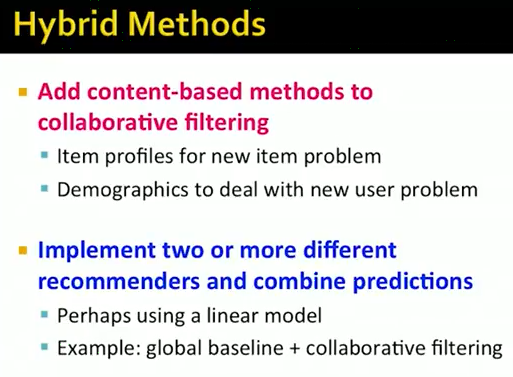 Hybrid Methods
Add content-based methods to
collaborative filtering
Item profiles for new item problem
Demographics to deal with new user problem
Implement two or more different
recommenders and combine predictions
Perhaps using a linear model
Example: global baseline + collaborative filtering